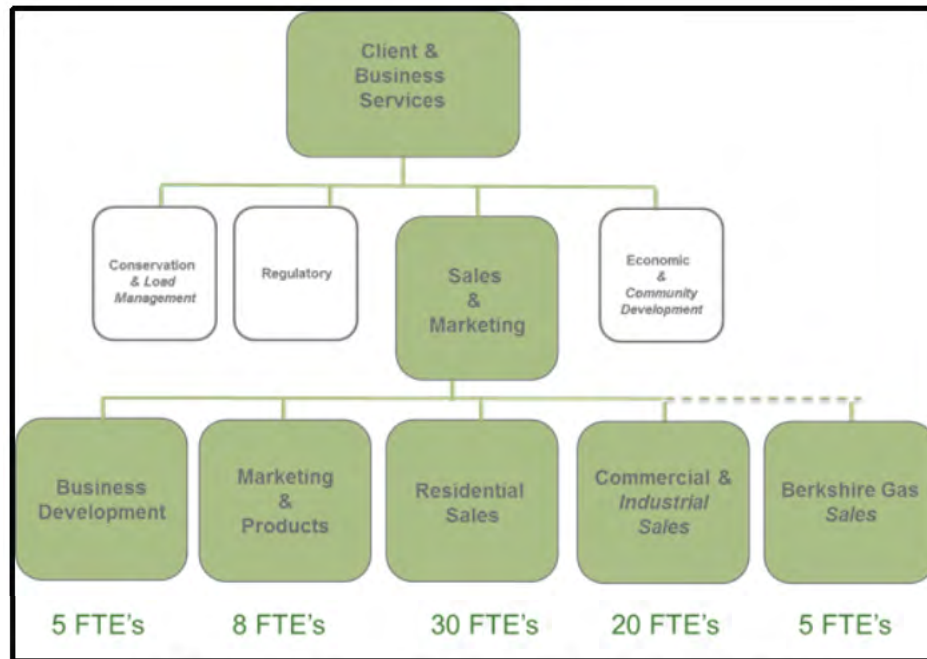 Client &
Business
Services
Conservation
& Load
Management
Regulatory
Sales
&
Marketing
Economic
&
Community
Development
Business
Development
Marketing
&
Products
Residential
Sales
Commercial &
Industrial
Sales
Berkshire Gas
Sales
5 FTE's
8 FTE's
30 FTE's
20 FTE's
5 FTE's